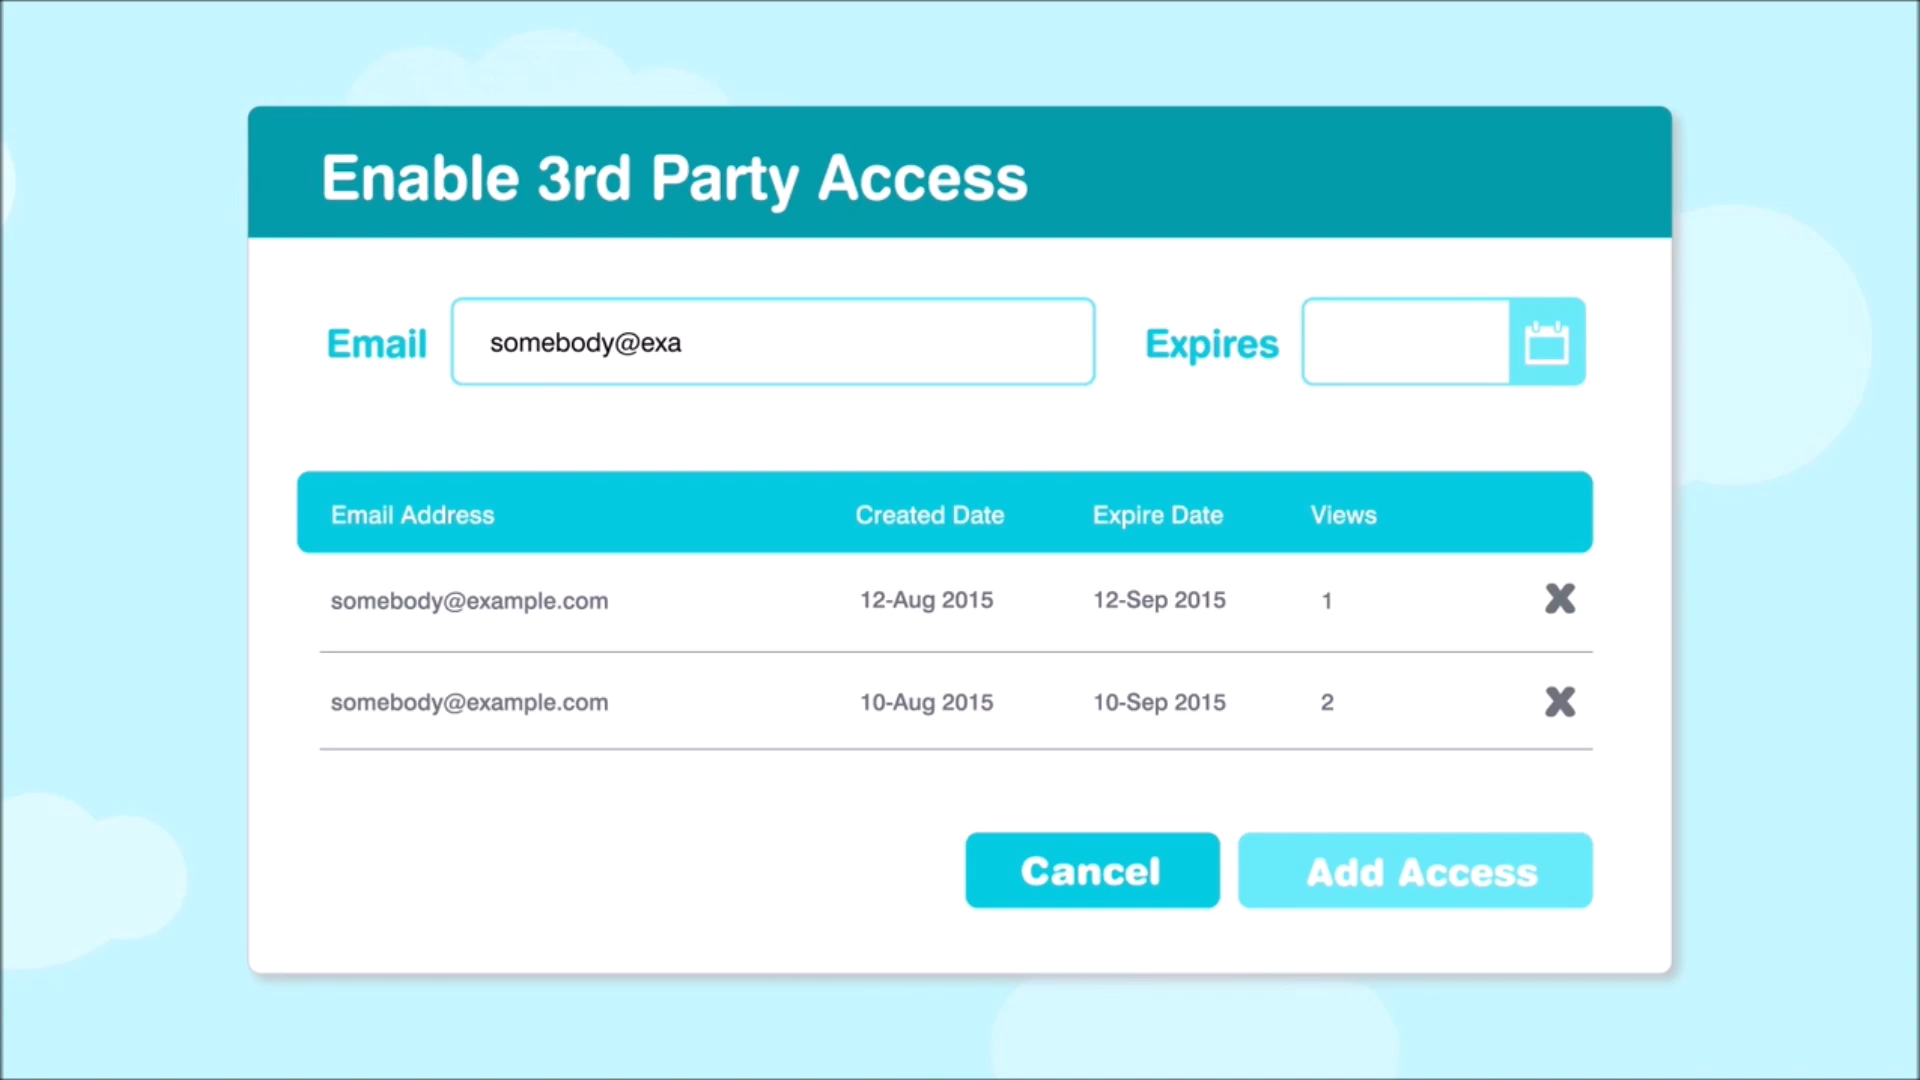 Enable 3rd Party Access
Email somebody@exa Expires
Email Address Created Date Expire Date Views
somebody@example.com 12-Aug 2015 12-Sep 2015 1
somebody@example.com 10-Aug 2015 10-Sep 2015 2
Cancel Add Access